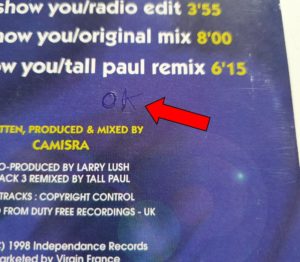 show you/radio edit 3'55
how you/original mix 8'00
ow you/tall paul remix 6'15
OK
TTEN, PRODUCED & MIXED BY
CAMISRA
O-PRODUCED BY LARRY LUSH
ACK 3 REMIXED BY TALL PAUL
TRACKS : COPYRIGHT CONTROL
D FROM DUTY FREE RECORDINGS - UK
C) 1998 Independance Records
Marketed by Virgin France